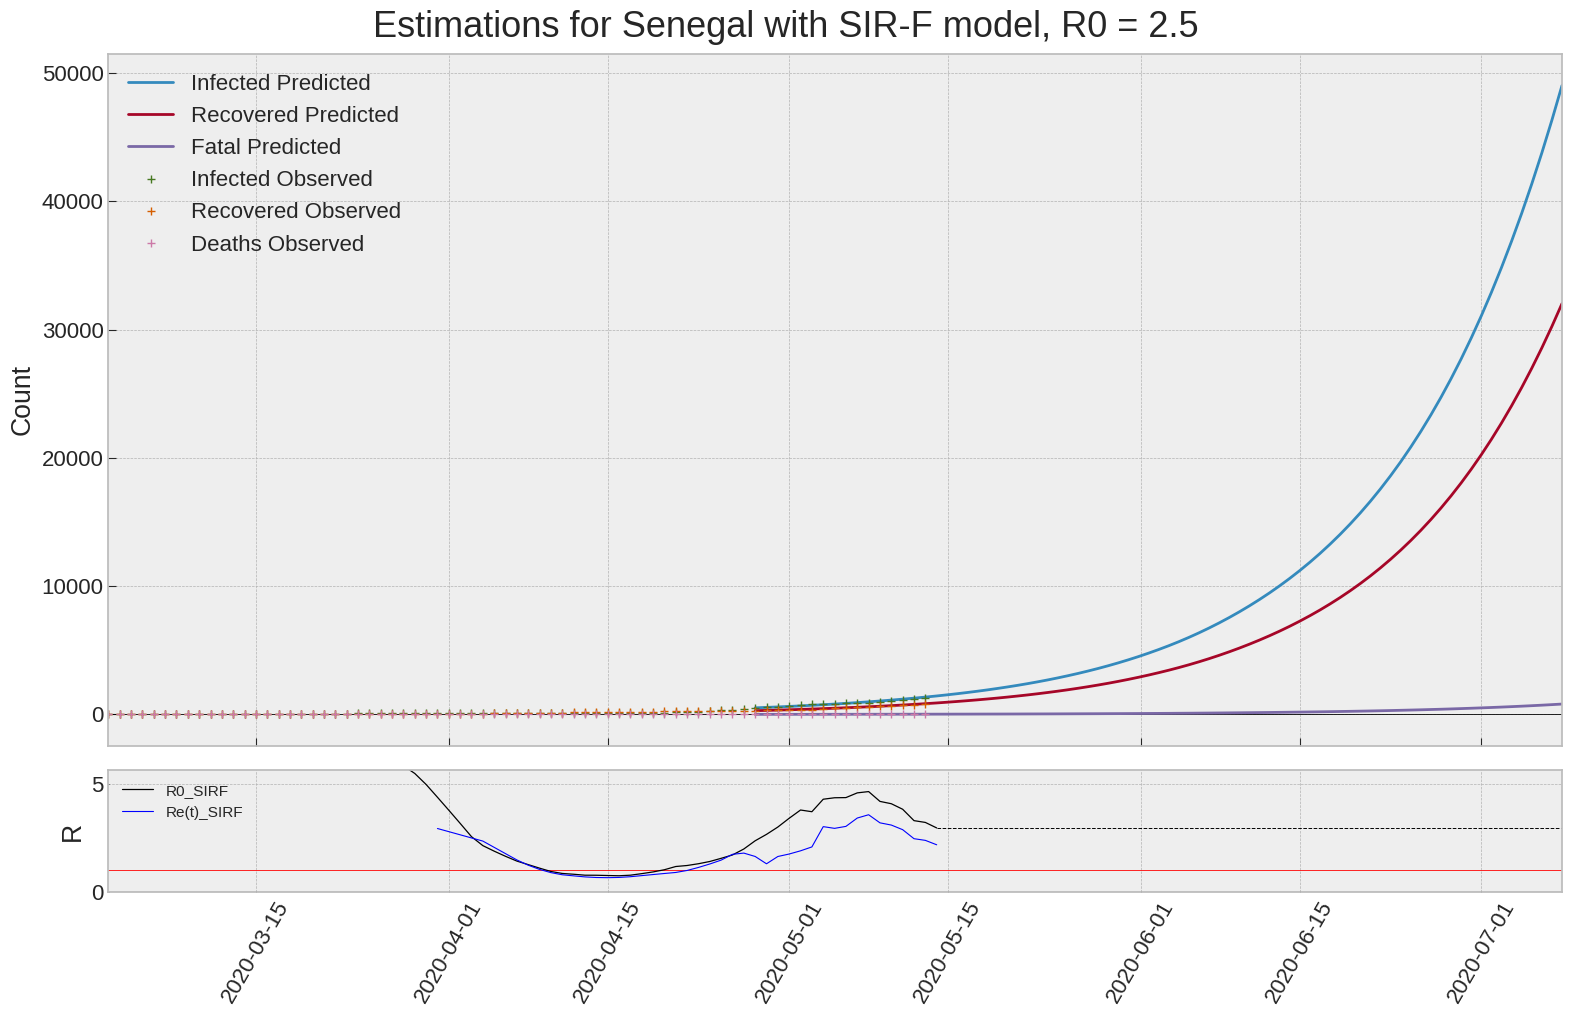 Estimations for Senegal with SIR-F model, R0 = 2.5
50000
40000
30000
20000
10000
0
Count
Infected Predicted
Recovered Predicted
Fatal Predicted
Infected Observed
Recovered Observed
Deaths Observed
5
0
R
R0_SIRF
Re(t)_SIRF
2020-03-15
2020-04-01
2020-04-15
2020-05-01
2020-05-15
2020-06-01
2020-06-15
2020-07-01